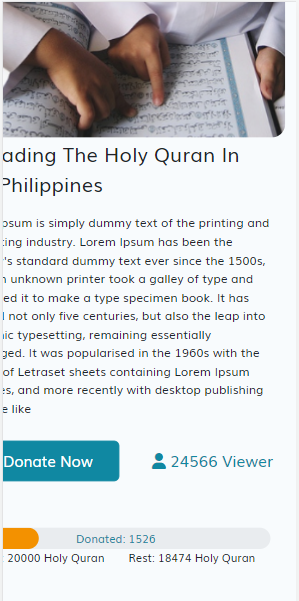 ading The Holy Quran In
Philippines
psum is simply dummy text of the printing and
ting industry. Lorem Ipsum has been the
y's standard dummy text ever since the 1500s,
n unknown printer took a galley of type and
ed it to make a type specimen book. It has
l not only five centuries, but also the leap into
nic typesetting, remaining essentially
ged. It was popularised in the 1960s with the
of Letraset sheets containing Lorem Ipsum
es, and more recently with desktop publishing
e like
Donate Now 24566 Viewer
Donated: 1526
20000 Holy Quran Rest: 18474 Holy Quran